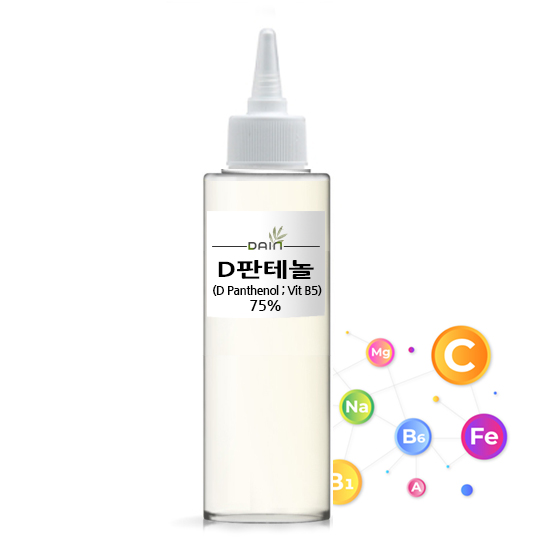 DAIN
D판테놀
(D Panthenol ; Vit B5)
75%
Mg
C
Na
B6
Fe
B1
A